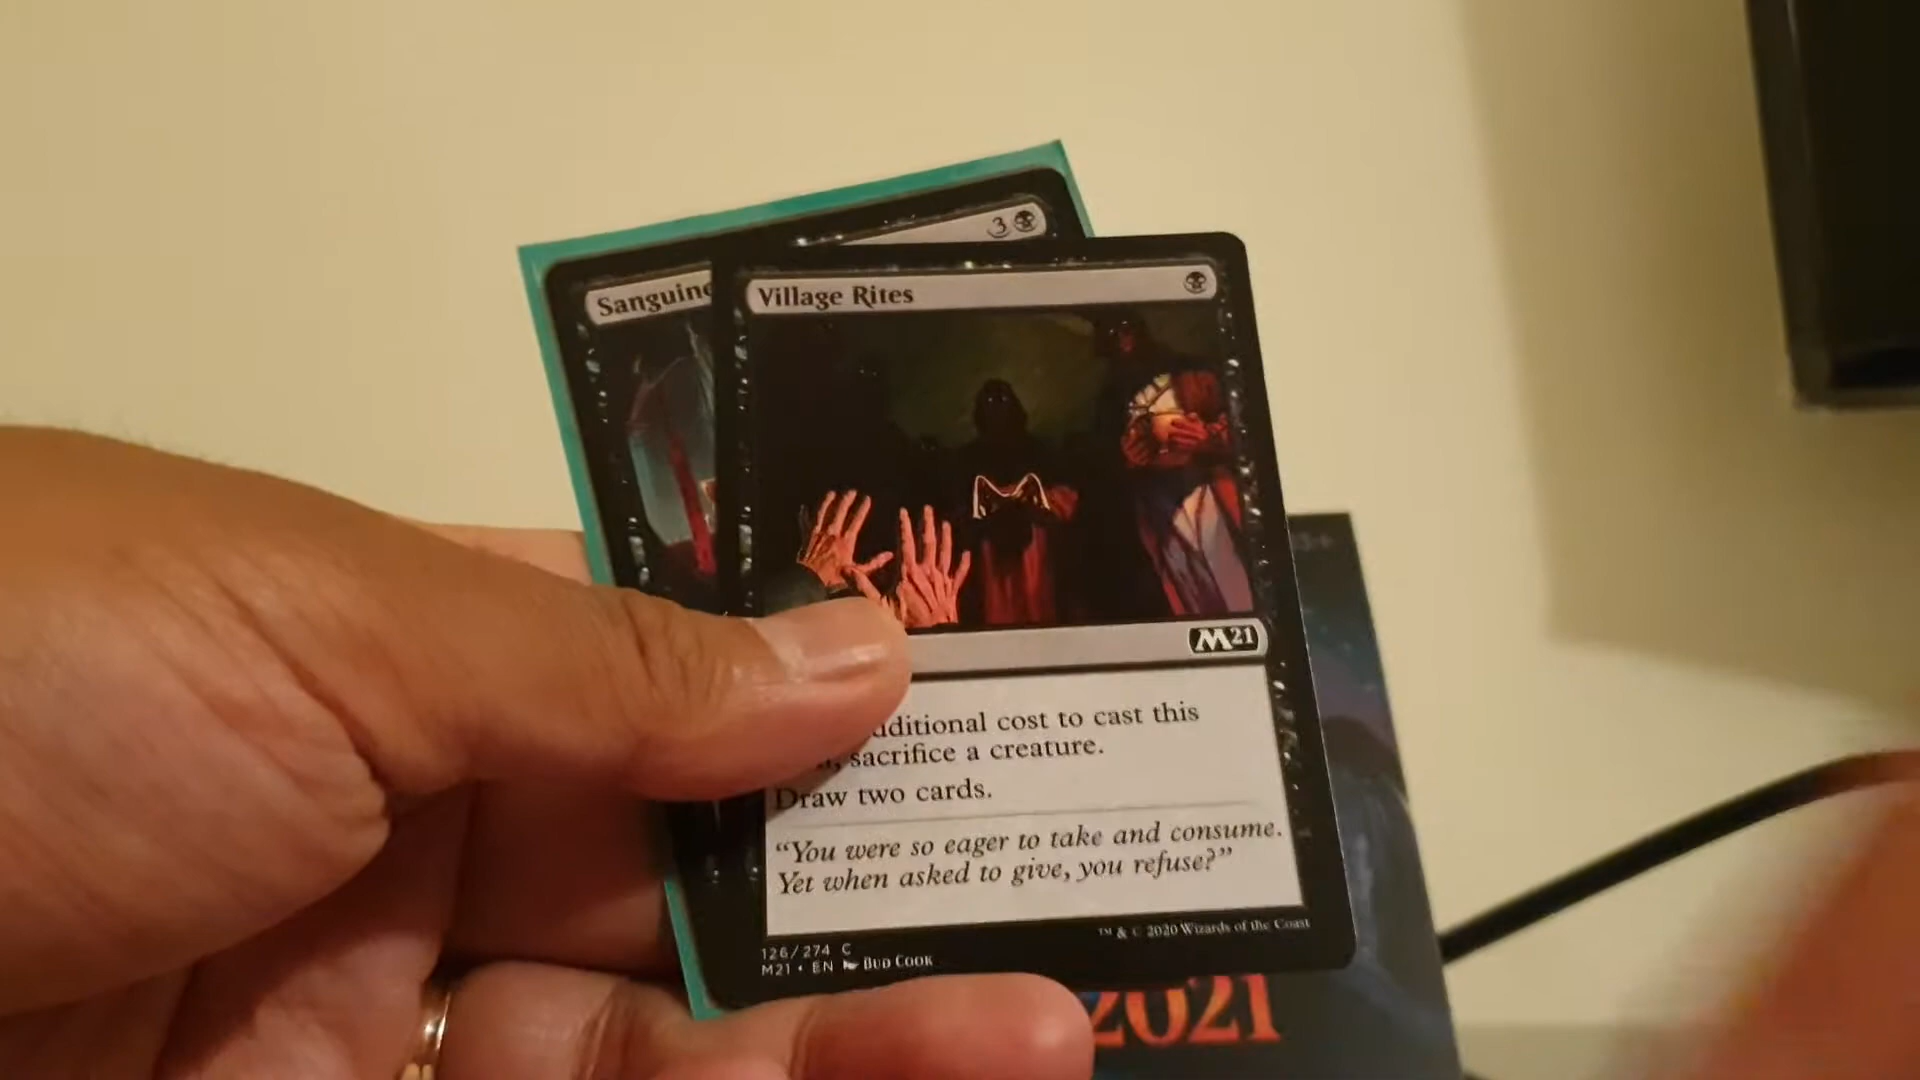 3
Sanguine
Village Rites
M21
ditional cost to cast this
sacrifice a creature.
Draw two cards.
“You were so eager to take and consume.
Yet when asked to give, you refuse?”
™ & © 2020 Wizards of the Coast
126/274 C
M21 • EN Bud Cook
2021